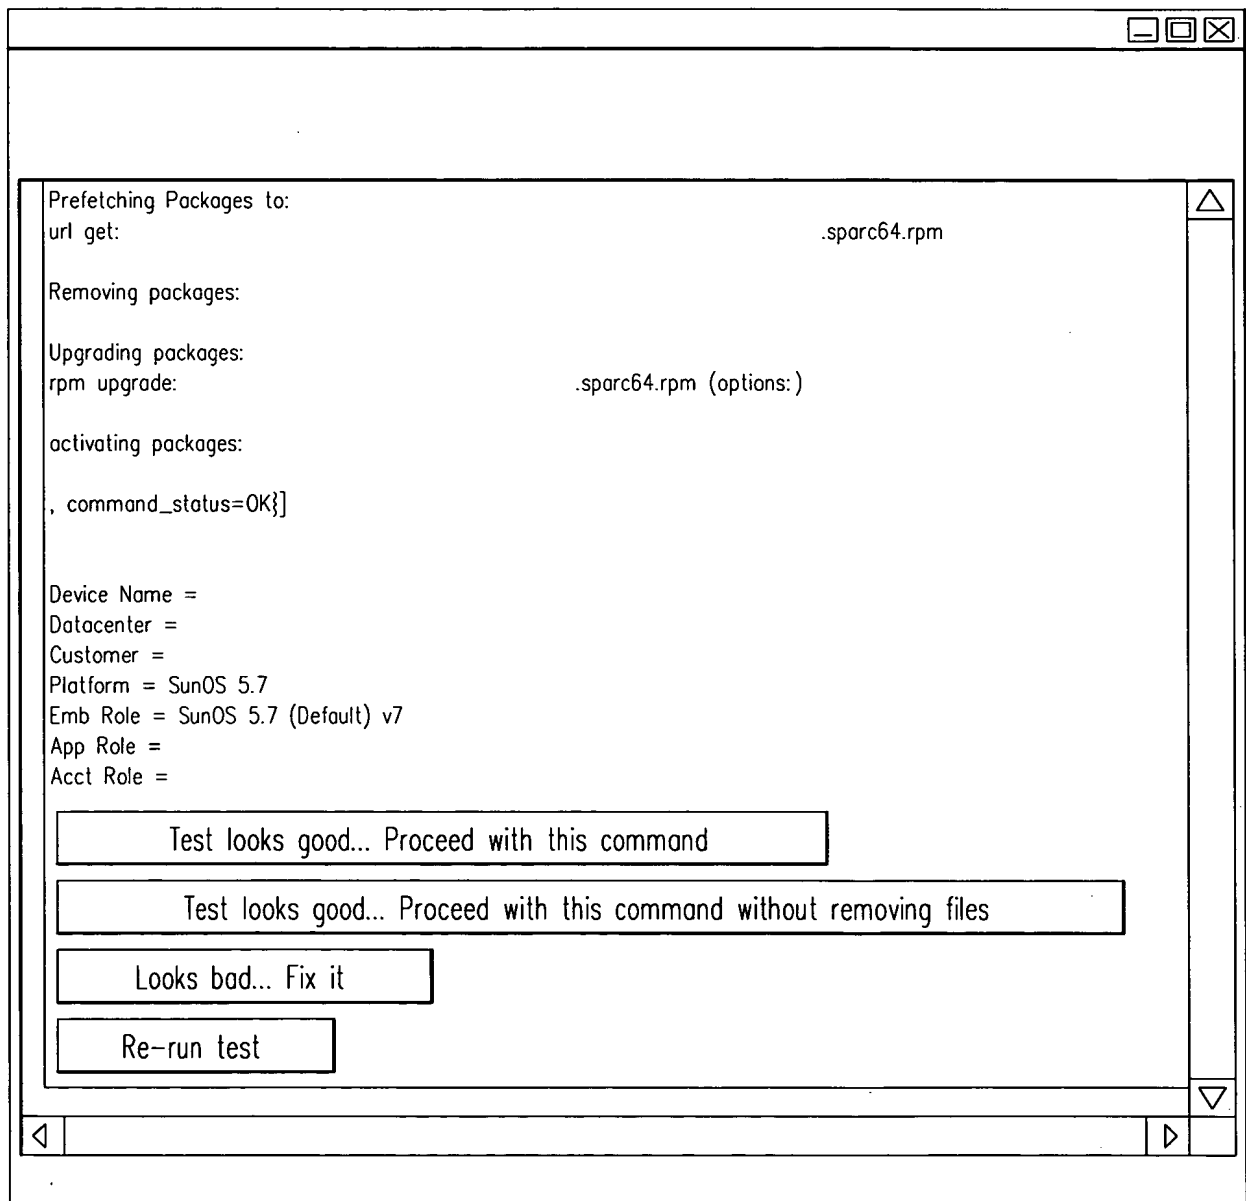 Prefetching Packages to:
url get: .sparc64.rpm
Removing packages:
Upgrading packages:
rpm upgrade: .sparc64.rpm (options:)
activating packages:
, command_status=OK}]
Device Name =
Datacenter =
Customer =
Platform = SunOS 5.7
Emb Role = SunOS 5.7 (Default) v7
App Role =
Acct Role =
Test looks good... Proceed with this command
Test looks good... Proceed with this command without removing files
Looks bad... Fix it
Re-run test